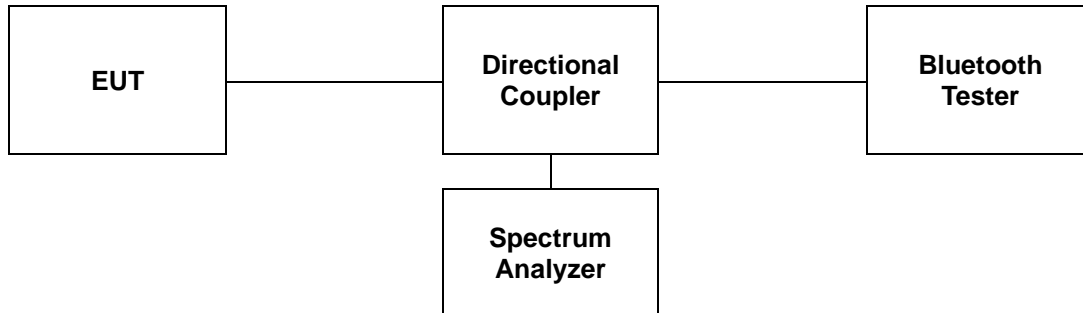 EUT
Directional
Coupler
Bluetooth
Tester
Spectrum
Analyzer